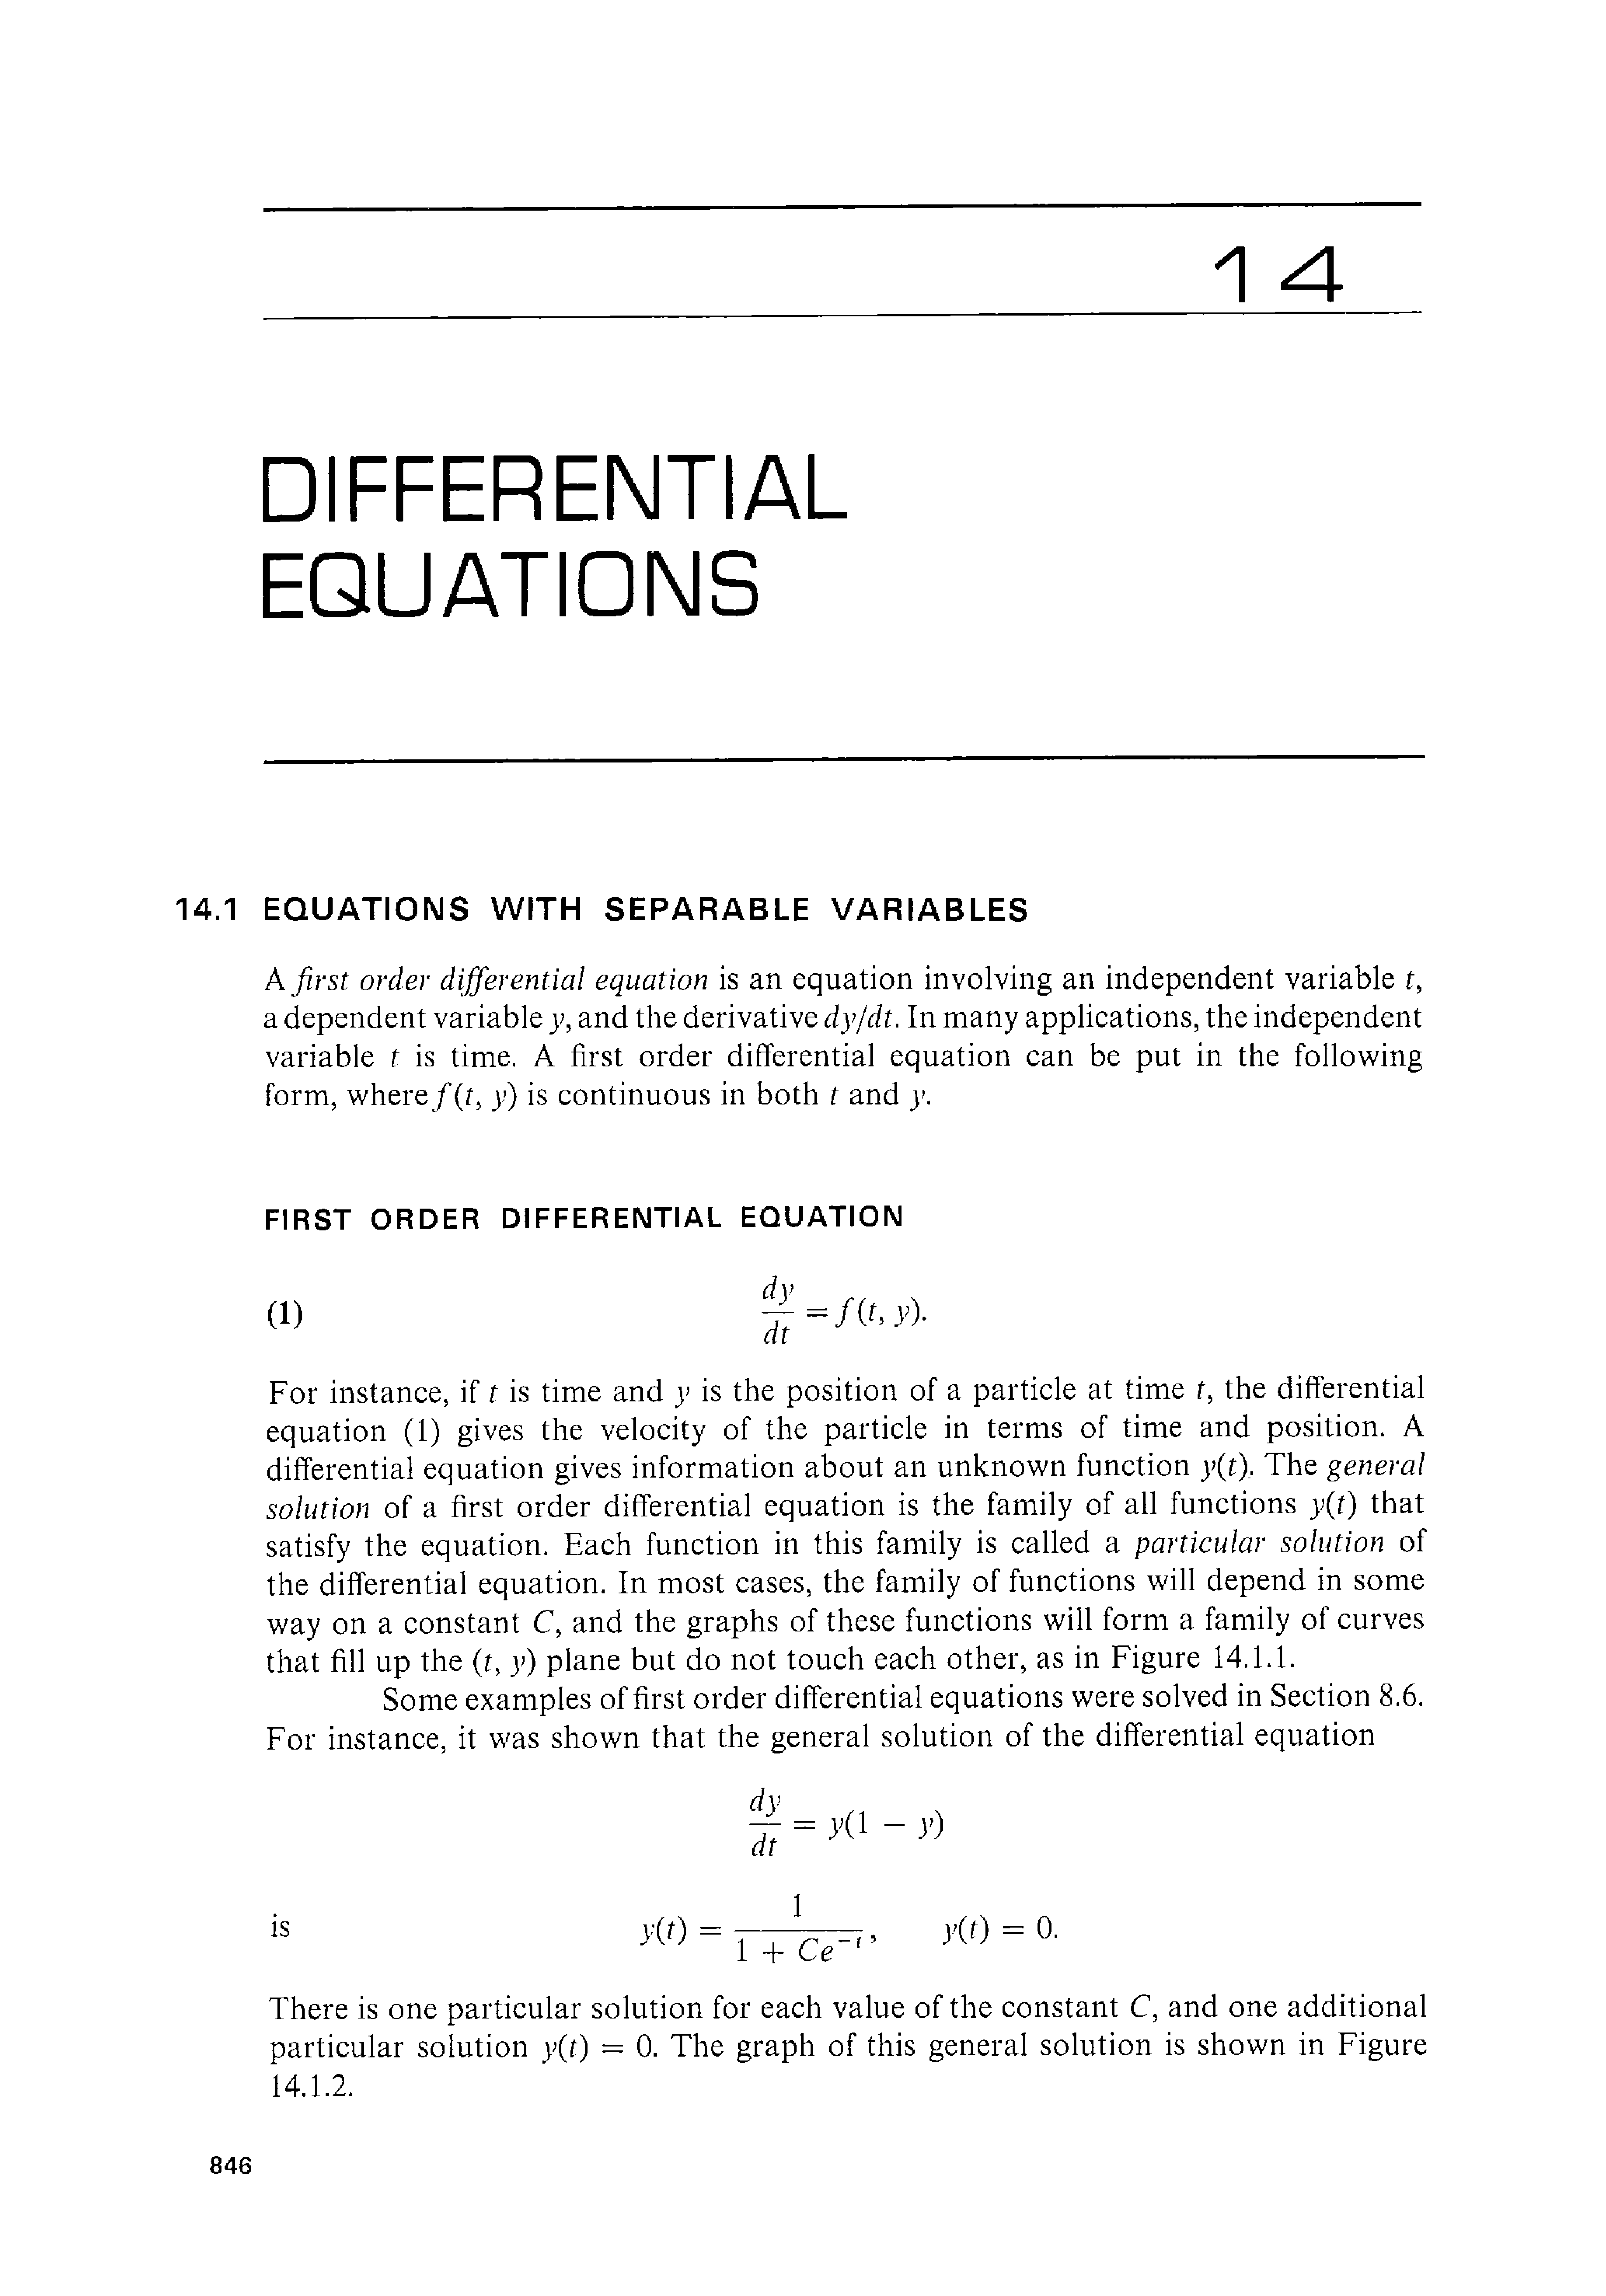 14
DIFFERENTIAL
EQUATIONS
14.1 EQUATIONS WITH SEPARABLE VARIABLES
A first order differential equation is an equation involving an independent variable t,
a dependent variable y, and the derivative dy/dt. In many applications, the independent
variable t is time. A first order differential equation can be put in the following
form, where f(t, y) is continuous in both t and y.
FIRST ORDER DIFFERENTIAL EQUATION
(1) dy/dt = f(t, y).
For instance, if t is time and y is the position of a particle at time t, the differential
equation (1) gives the velocity of the particle in terms of time and position. A
differential equation gives information about an unknown function y(t). The general
solution of a first order differential equation is the family of all functions y(t) that
satisfy the equation. Each function in this family is called a particular solution of
the differential equation. In most cases, the family of functions will depend in some
way on a constant C, and the graphs of these functions will form a family of curves
that fill up the (t, y) plane but do not touch each other, as in Figure 14.1.1.
Some examples of first order differential equations were solved in Section 8.6.
For instance, it was shown that the general solution of the differential equation
dy/dt = y(1 − y)
is y(t) = 1/(1 + Ce^{−t}), y(t) = 0.
There is one particular solution for each value of the constant C, and one additional
particular solution y(t) = 0. The graph of this general solution is shown in Figure
14.1.2.
846